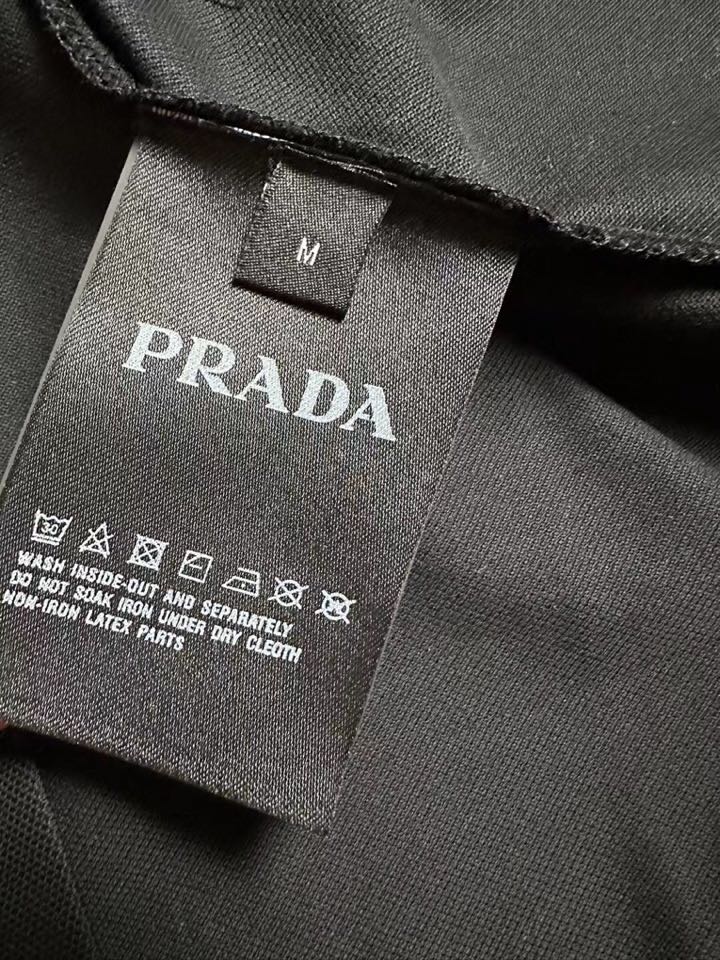 M
PRADA
30
WASH INSIDE-OUT AND SEPARATELY
DO NOT SOAK IRON UNDER DRY CLEOTH
NON-IRON LATEX PARTS